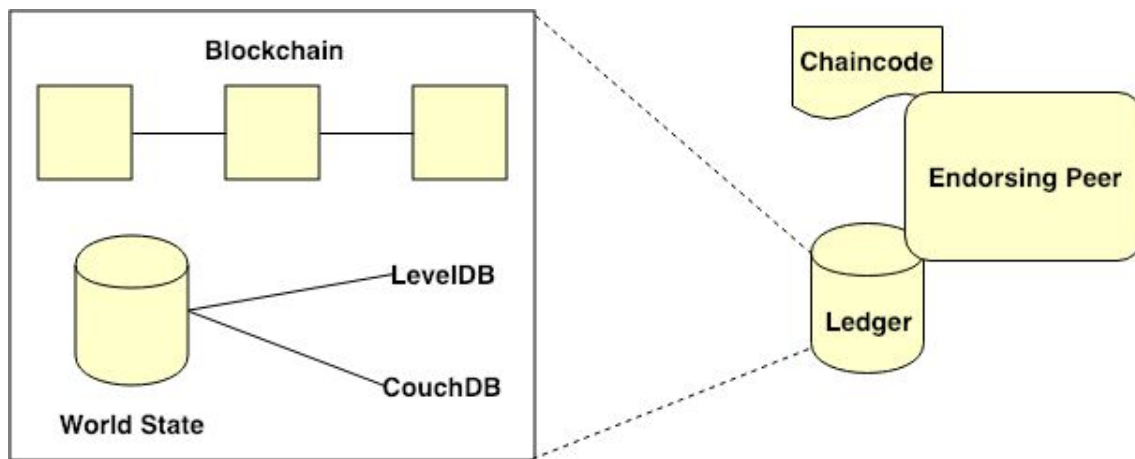 Blockchain
LevelDB
CouchDB
World State
Chaincode
Endorsing Peer
Ledger